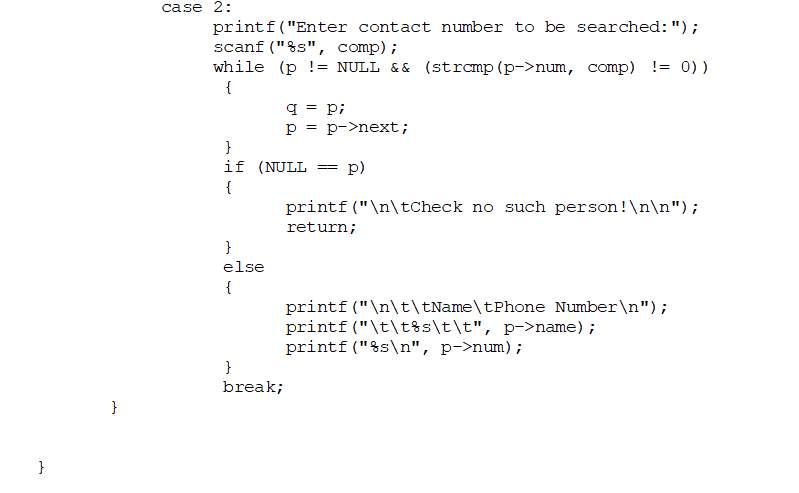 case 2:
printf("Enter contact number to be searched:");
scanf("%s", comp);
while (p != NULL && (strcmp(p->num, comp) != 0))
{
q = p;
p = p->next;
}
if (NULL == p)
{
printf("\n\tCheck no such person!\n\n");
return;
}
else
{
printf("\n\t\tName\tPhone Number\n");
printf("\t\t%s\t\t", p->name);
printf("%s\n", p->num);
}
break;
}
}